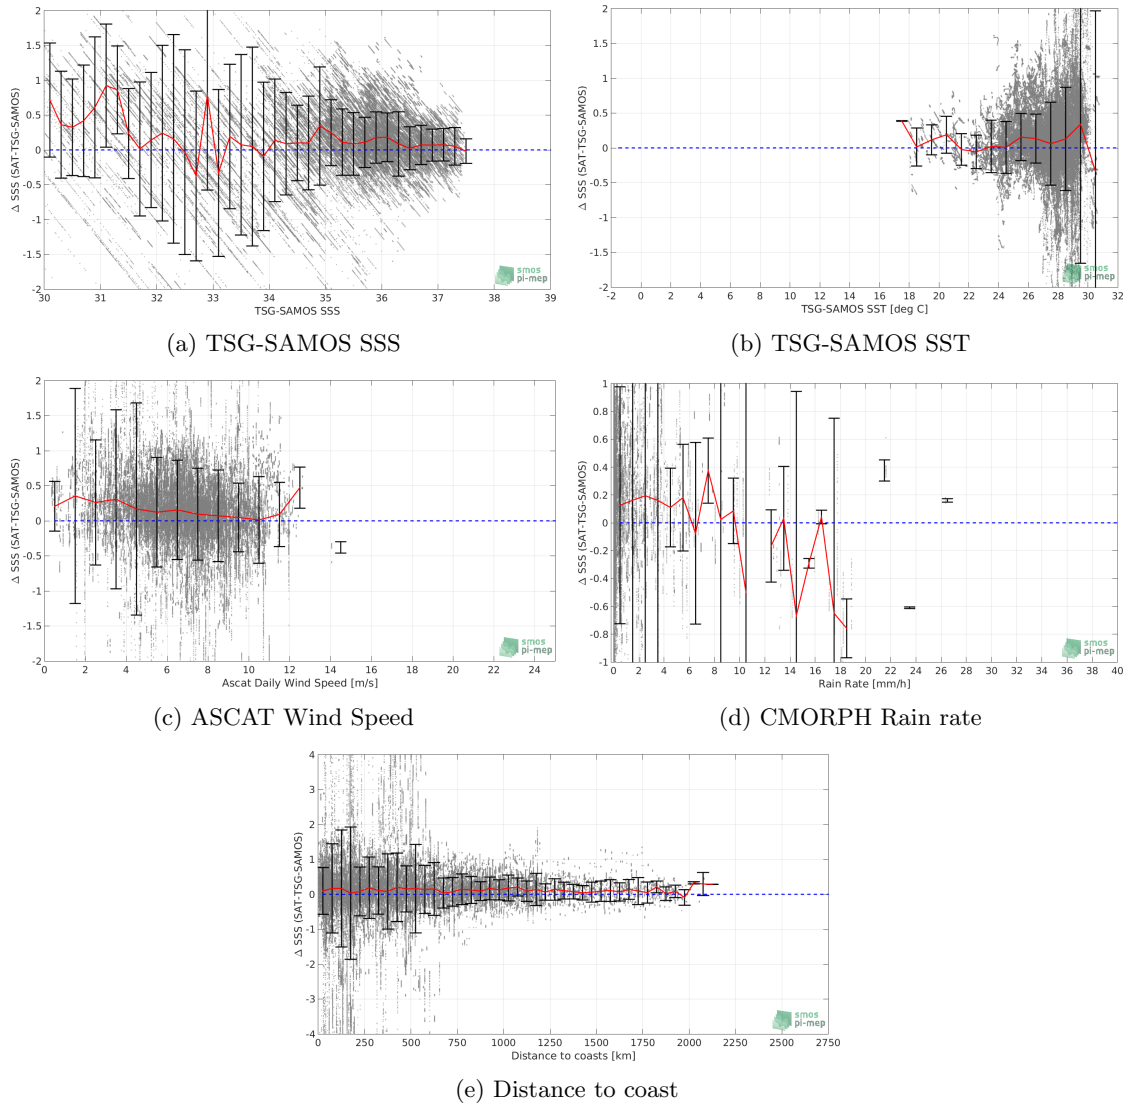 2
1.5
1
0.5
0
-0.5
-1
-1.5
-2
Δ SSS (SAT-TSG-SAMOS)
30 31 32 33 34 35 36 37 38 39
TSG-SAMOS SSS
smos
pi-mep
(a) TSG-SAMOS SSS
2
1.5
1
0.5
0
-0.5
-1
-1.5
-2
Δ SSS (SAT-TSG-SAMOS)
-2 0 2 4 6 8 10 12 14 16 18 20 22 24 26 28 30 32
TSG-SAMOS SST [deg C]
smos
pi-mep
(b) TSG-SAMOS SST
2
1.5
1
0.5
0
-0.5
-1
-1.5
-2
Δ SSS (SAT-TSG-SAMOS)
0 2 4 6 8 10 12 14 16 18 20 22 24
Ascat Daily Wind Speed [m/s]
smos
pi-mep
(c) ASCAT Wind Speed
1
0.8
0.6
0.4
0.2
0
-0.2
-0.4
-0.6
-0.8
-1
Δ SSS (SAT-TSG-SAMOS)
0 2 4 6 8 10 12 14 16 18 20 22 24 26 28 30 32 34 36 38 40
Rain Rate [mm/h]
smos
pi-mep
(d) CMORPH Rain rate
4
3
2
1
0
-1
-2
-3
-4
Δ SSS (SAT-TSG-SAMOS)
0 250 500 750 1000 1250 1500 1750 2000 2250 2500 2750
Distance to coasts [km]
smos
pi-mep
(e) Distance to coast